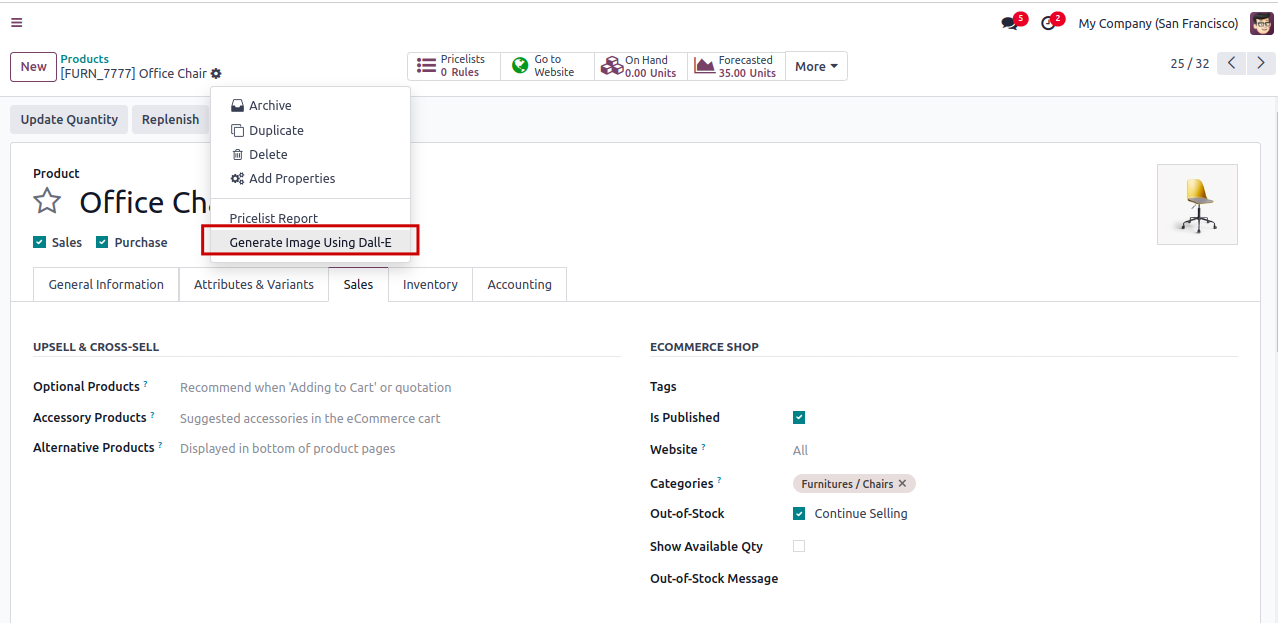 5
2
My Company (San Francisco)
New
Products
[FURN_7777] Office Chair
Pricelists
0 Rules
Go to
Website
On Hand
0.00 Units
Forecasted
35.00 Units
More
25 / 32
Update Quantity
Replenish
Archive
Duplicate
Delete
Add Properties
Pricelist Report
Generate Image Using Dall-E
Product
Office Ch
Sales
Purchase
General Information
Attributes & Variants
Sales
Inventory
Accounting
UPSELL & CROSS-SELL
Optional Products ?
Recommend when 'Adding to Cart' or quotation
Accessory Products ?
Suggested accessories in the eCommerce cart
Alternative Products ?
Displayed in bottom of product pages
ECOMMERCE SHOP
Tags
Is Published
Website ?
All
Categories ?
Furnitures / Chairs
Out-of-Stock
Continue Selling
Show Available Qty
Out-of-Stock Message